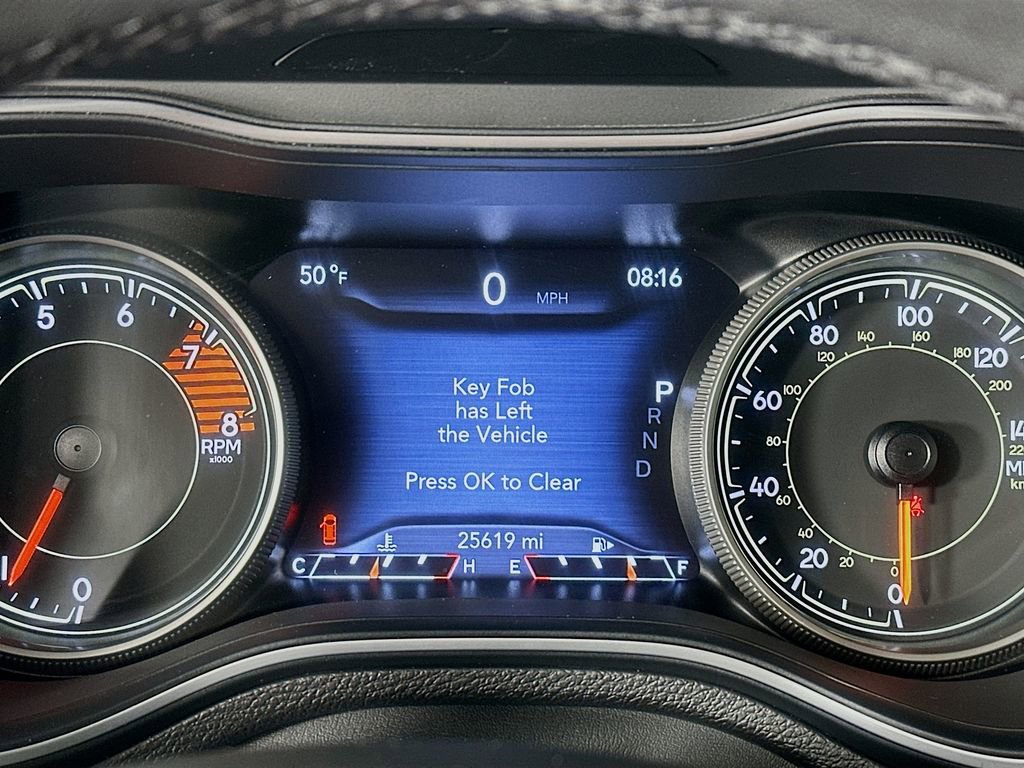 50°F 0 MPH 08:16
Key Fob
has Left
the Vehicle
Press OK to Clear
P
R
N
D
25619 mi
C H E F
5 6 7 8
RPM
x1000
1 0
0 20 40 60 80 100 120
0 20 40 60 80 100 120 140 160 180 200